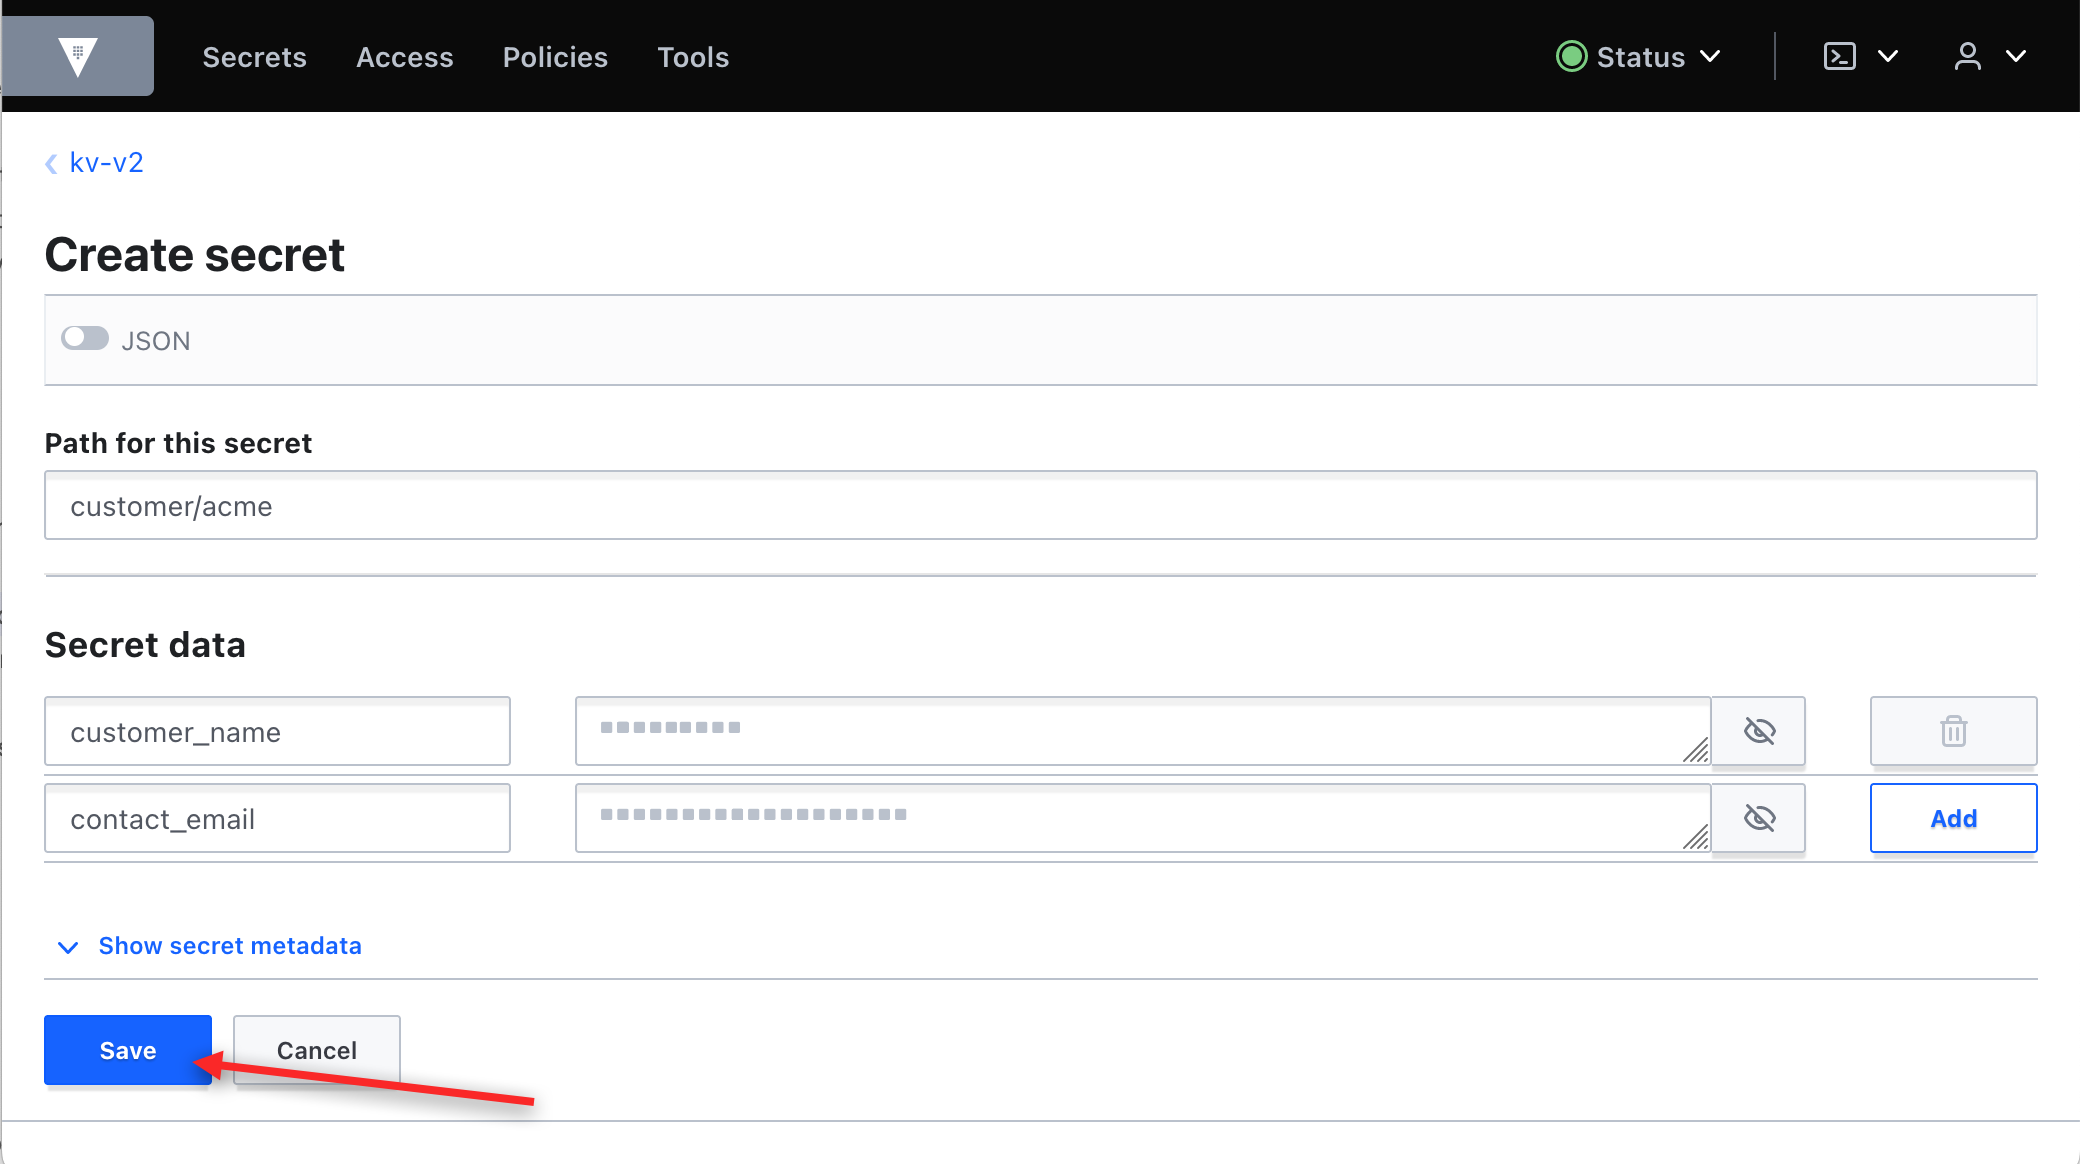 Secrets Access Policies Tools Status
kv-v2
Create secret
JSON
Path for this secret
customer/acme
Secret data
customer_name
contact_email
Add
Show secret metadata
Save Cancel